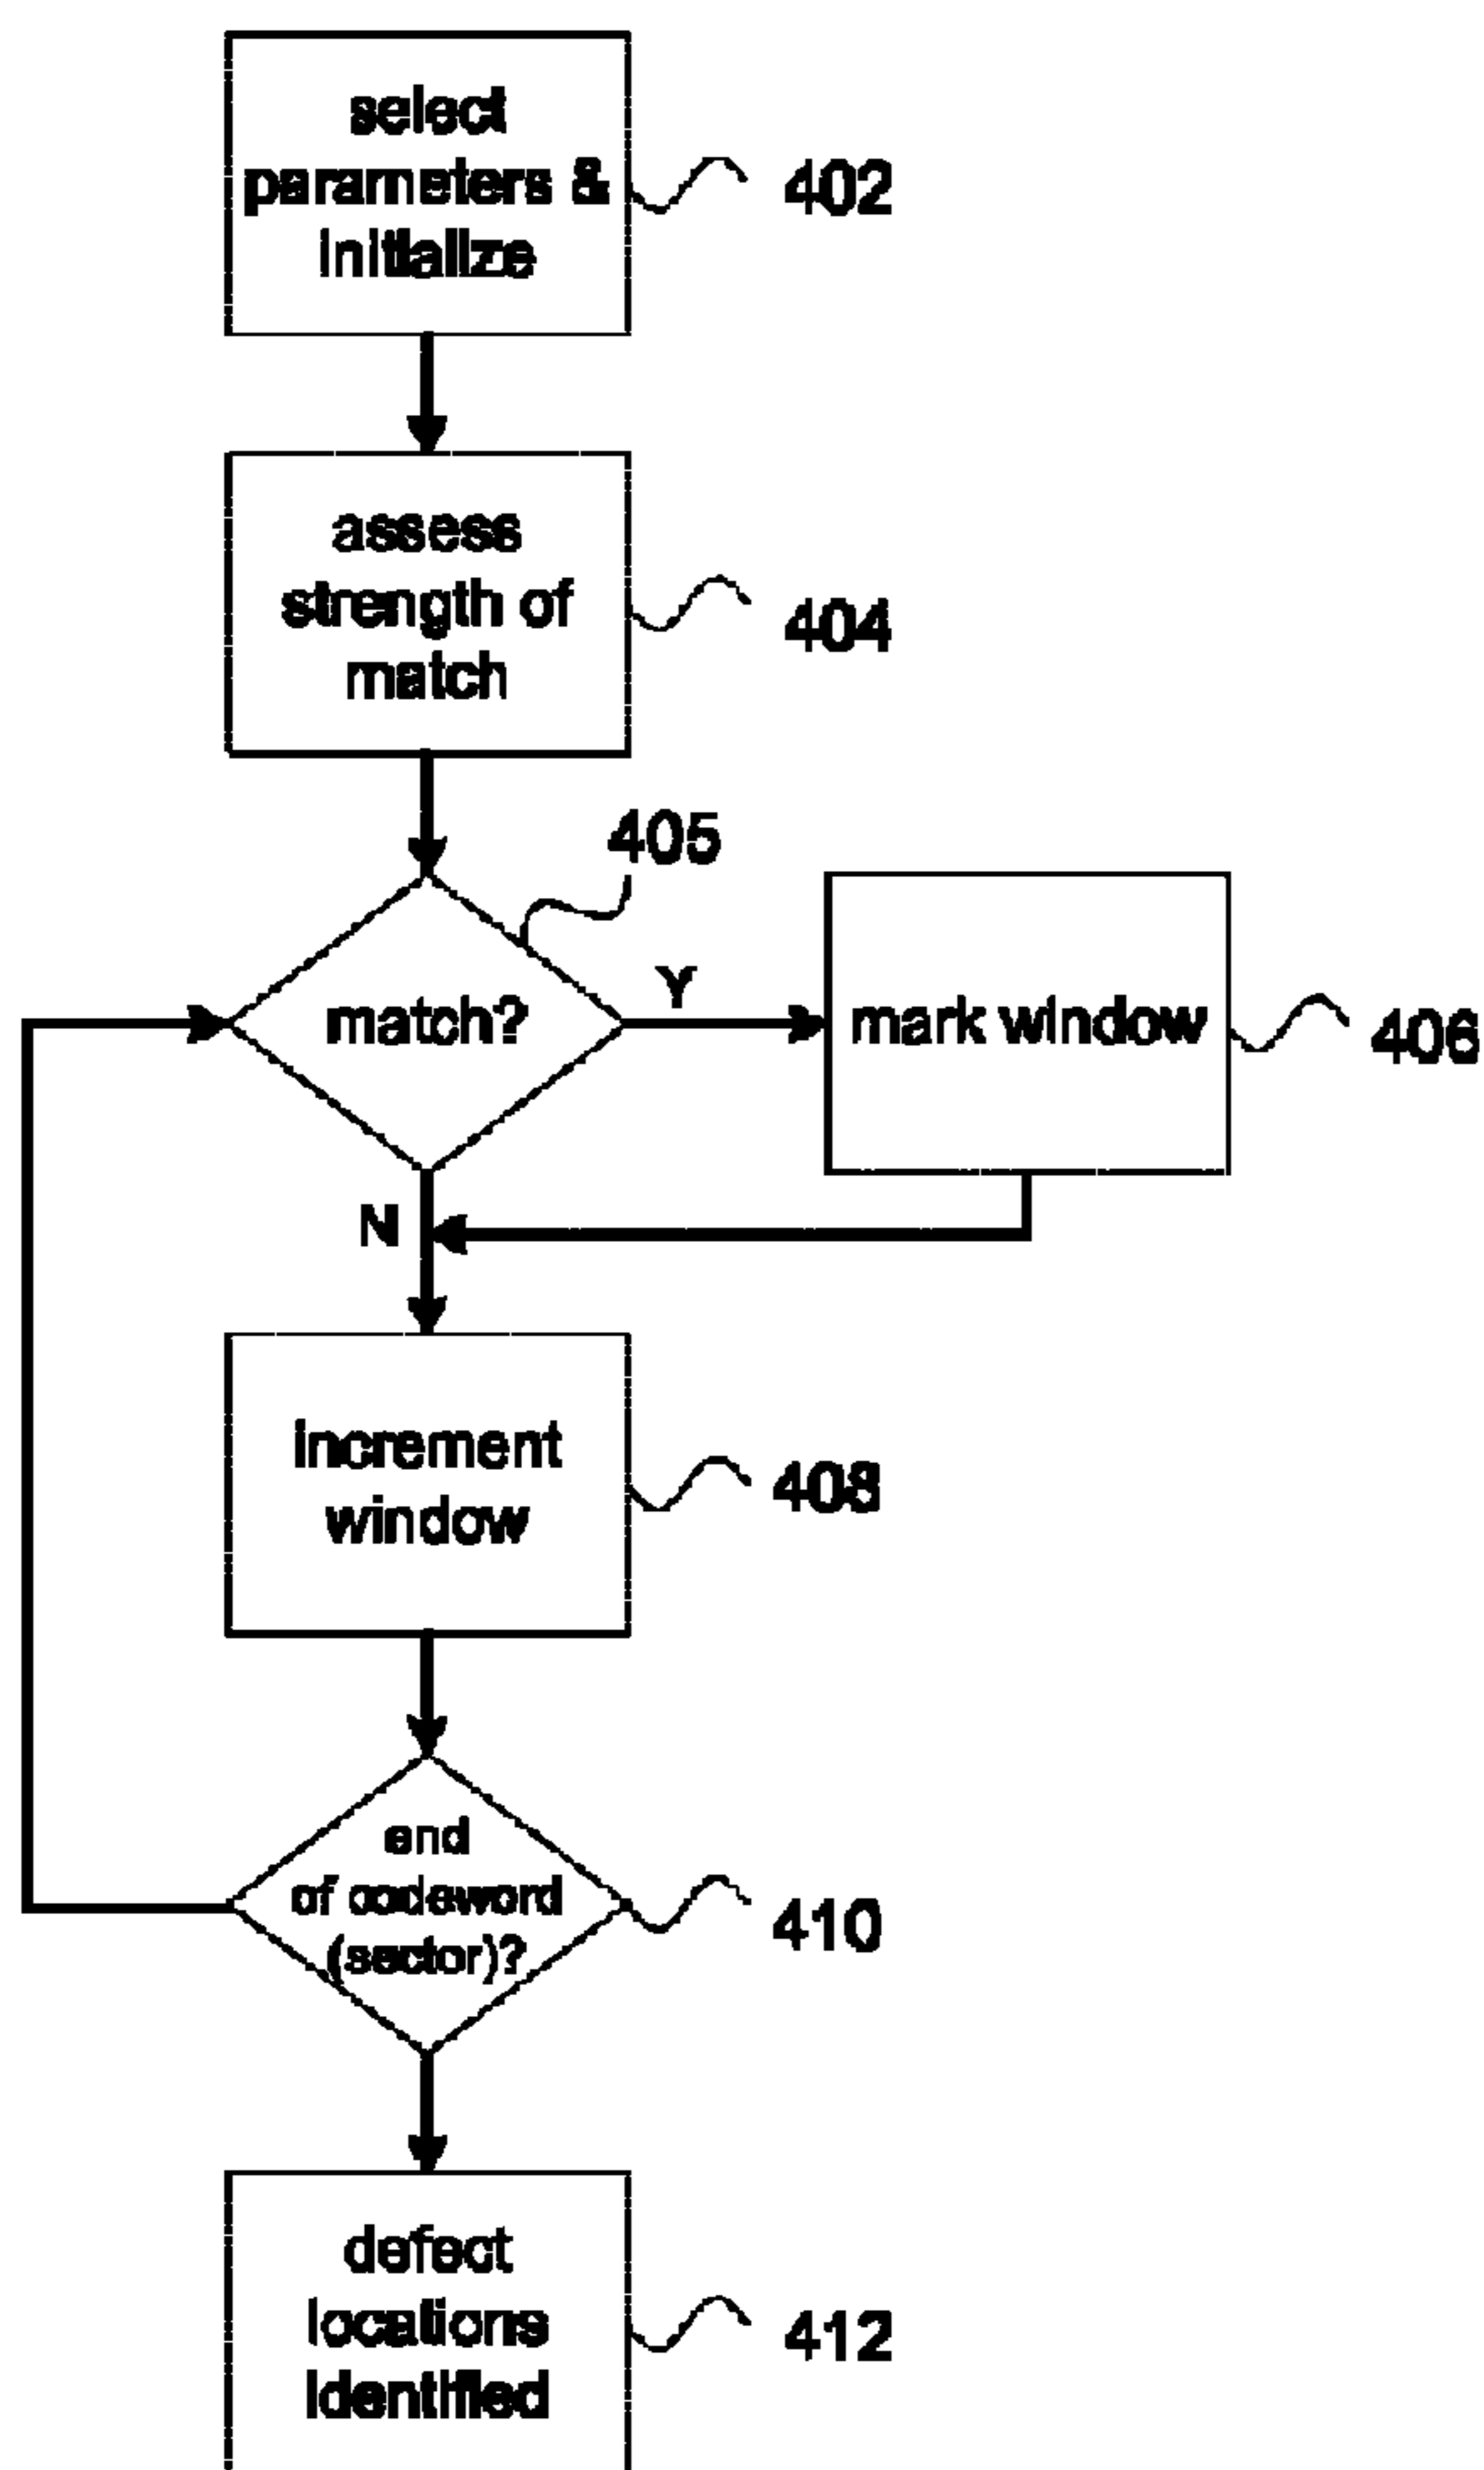 select
parameters &
initialize
402
assess
strength of
match
404
405
match?
Y
mark window
406
N
increment
window
408
end
of codeword
(sector)?
410
defect
locations
identified
412